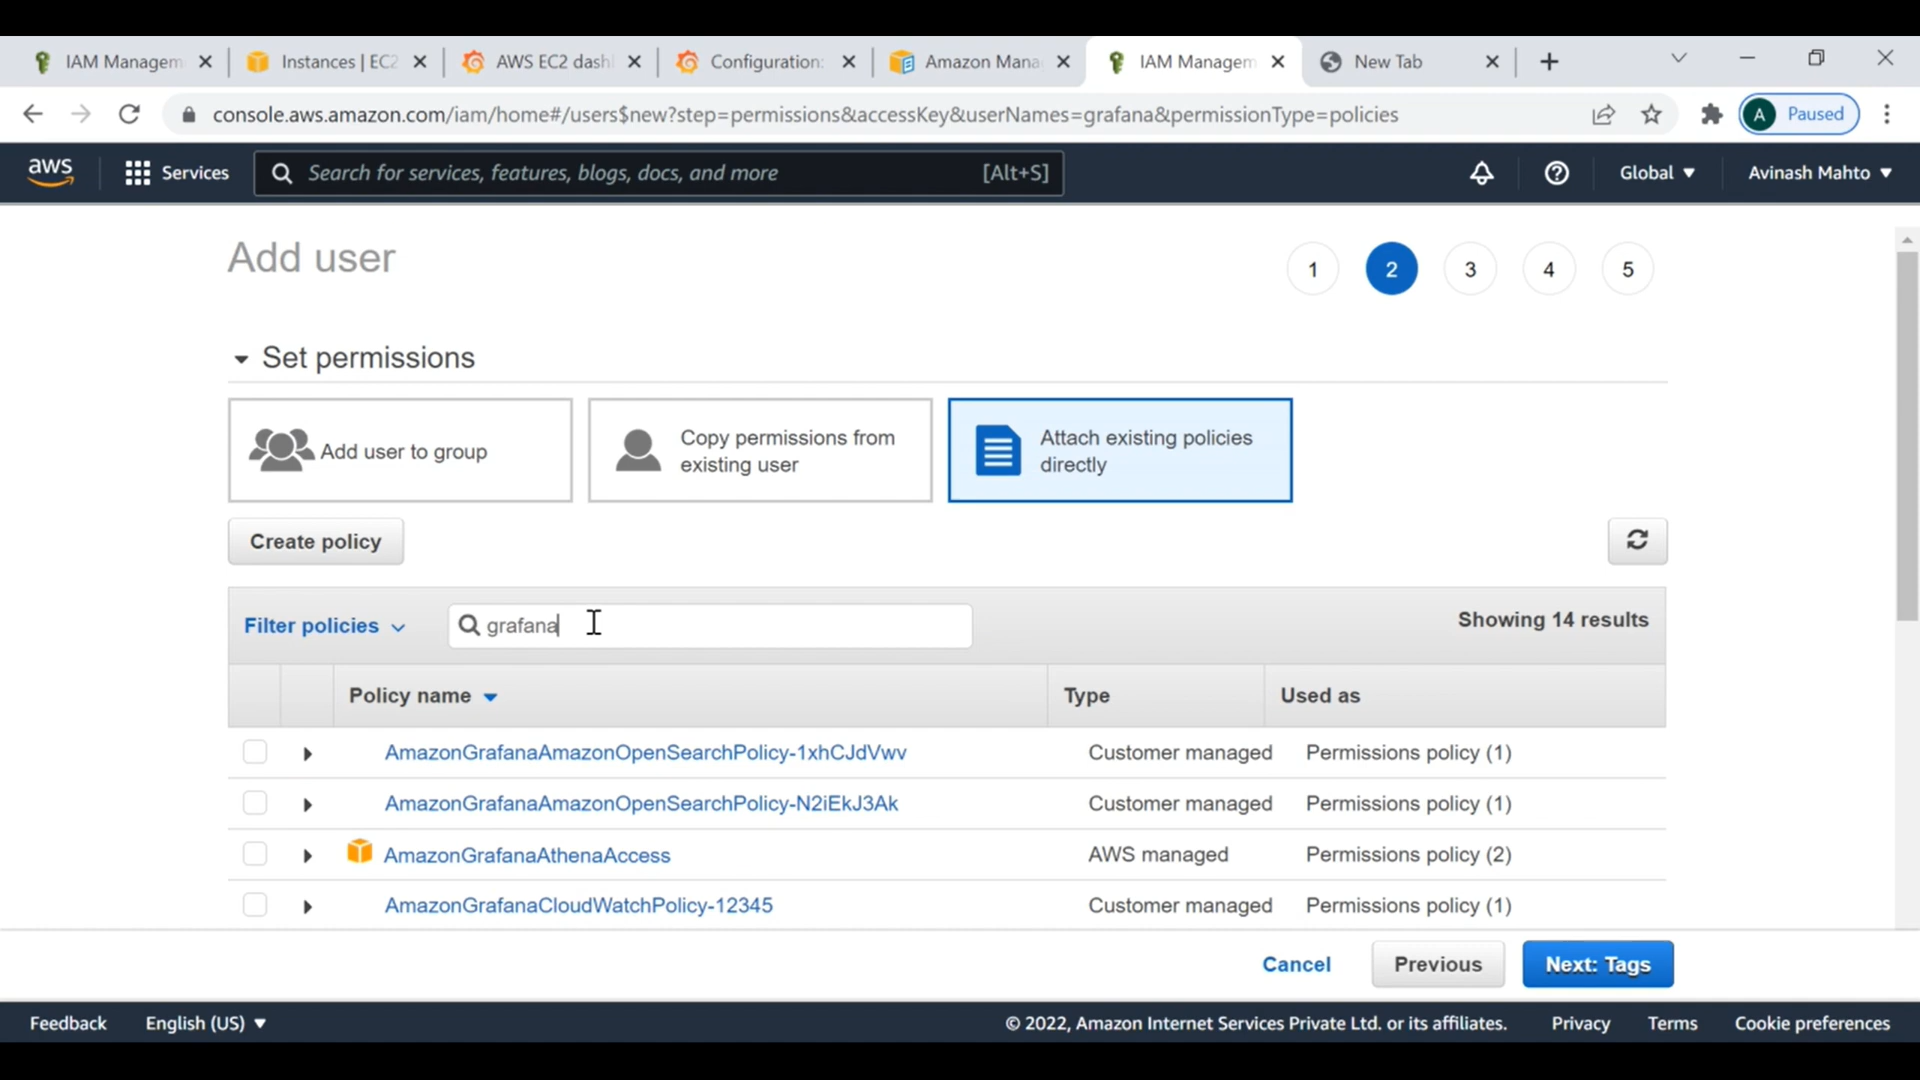 IAM Managem
Instances | EC2
AWS EC2 dash
Configuration:
Amazon Mana
IAM Managem
New Tab
console.aws.amazon.com/iam/home#/users$new?step=permissions&accessKey&userNames=grafana&permissionType=policies
A
Paused
aws
Services
Search for services, features, blogs, docs, and more
[Alt+S]
Global
Avinash Mahto
Add user
1
2
3
4
5
Set permissions
Add user to group
Copy permissions from
existing user
Attach existing policies
directly
Create policy
Filter policies
grafana
Showing 14 results
Policy name
Type
Used as
AmazonGrafanaAmazonOpenSearchPolicy-1xhCJdVwv
Customer managed
Permissions policy (1)
AmazonGrafanaAmazonOpenSearchPolicy-N2iEkJ3Ak
Customer managed
Permissions policy (1)
AmazonGrafanaAthenaAccess
AWS managed
Permissions policy (2)
AmazonGrafanaCloudWatchPolicy-12345
Customer managed
Permissions policy (1)
Cancel
Previous
Next: Tags
Feedback
English (US)
© 2022, Amazon Internet Services Private Ltd. or its affiliates.
Privacy
Terms
Cookie preferences